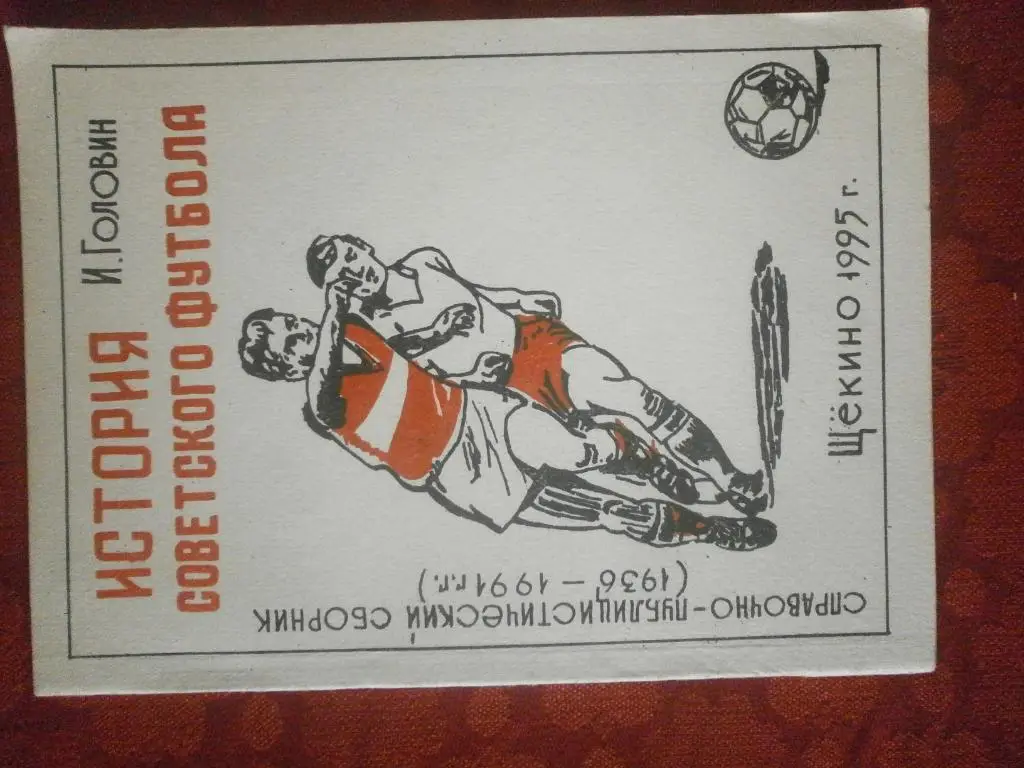 И. Головин
ИСТОРИЯ
СОВЕТСКОГО ФУТБОЛА
СПРАВОЧНО-ПУБЛИЦИСТИЧЕСКИЙ СБОРНИК
(1936 – 1991 г.г.)
Щёкино 1995 г.